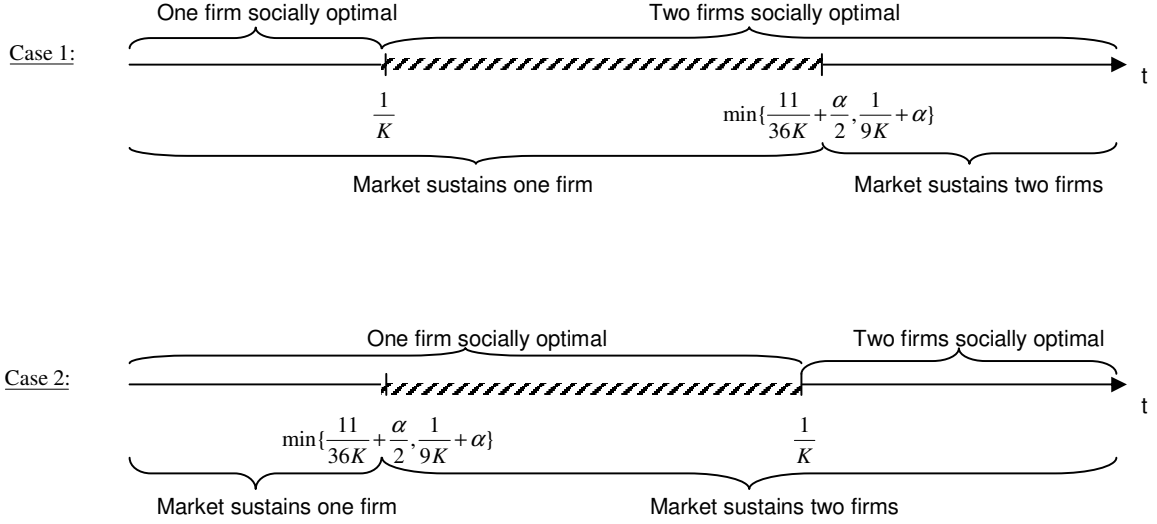 One firm socially optimal Two firms socially optimal
Case 1:
t
1/K min{11/36K + α/2, 1/9K + α}
Market sustains one firm Market sustains two firms
One firm socially optimal Two firms socially optimal
Case 2:
t
min{11/36K + α/2, 1/9K + α} 1/K
Market sustains one firm Market sustains two firms